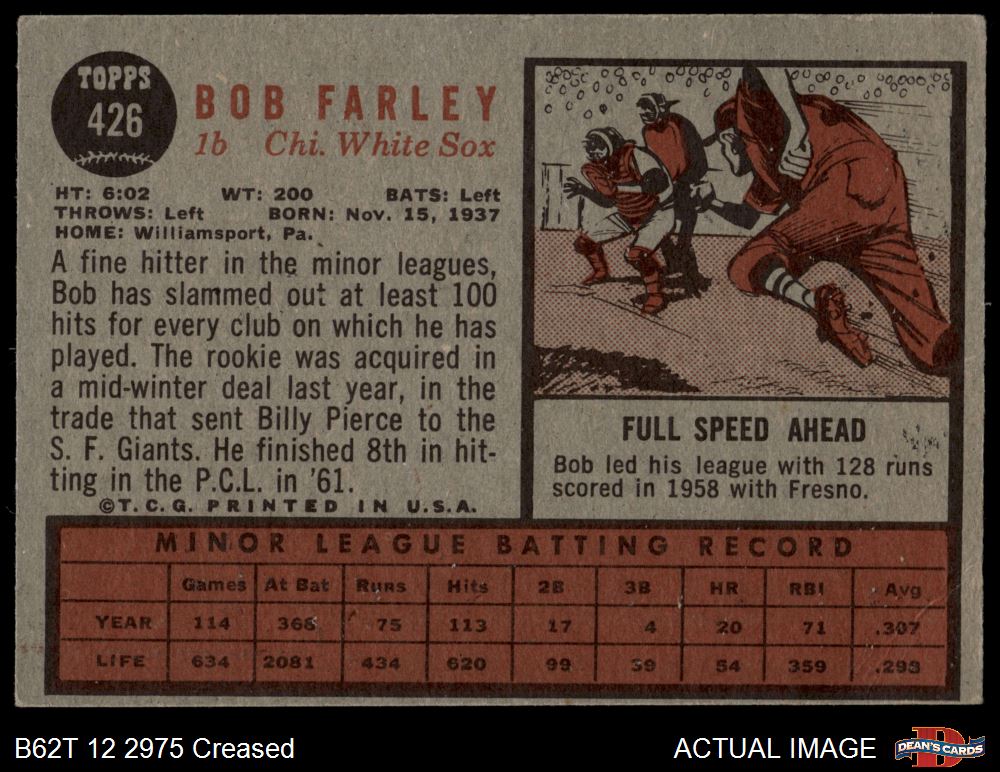 TOPPS
426
BOB FARLEY
1b Chi. White Sox
HT: 6:02 WT: 200 BATS: Left
THROWS: Left BORN: Nov. 15, 1937
HOME: Williamsport, Pa.
A fine hitter in the minor leagues,
Bob has slammed out at least 100
hits for every club on which he has
played. The rookie was acquired in
a mid-winter deal last year, in the
trade that sent Billy Pierce to the
S. F. Giants. He finished 8th in hit-
ting in the P.C.L. in '61.
©T.C.G. PRINTED IN U.S.A.
FULL SPEED AHEAD
Bob led his league with 128 runs
scored in 1958 with Fresno.
MINOR LEAGUE BATTING RECORD
Games At Bat Runs Hits 2B 3B HR RBI Avg
YEAR 114 368 75 113 17 4 20 71 .307
LIFE 634 2081 434 620 99 39 54 359 .298
B62T 12 2975 Creased
ACTUAL IMAGE
DEAN'S CARDS